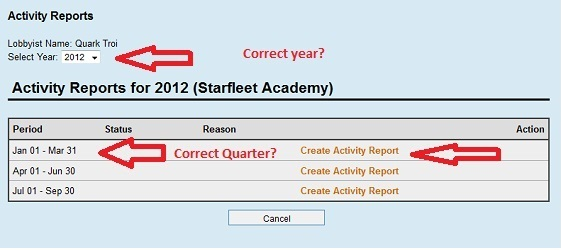 Activity Reports
Lobbyist Name: Quark Troi
Select Year: 2012
Correct year?
Activity Reports for 2012 (Starfleet Academy)
Period Status Reason Action
Jan 01 - Mar 31 Correct Quarter? Create Activity Report
Apr 01 - Jun 30 Create Activity Report
Jul 01 - Sep 30 Create Activity Report
Cancel